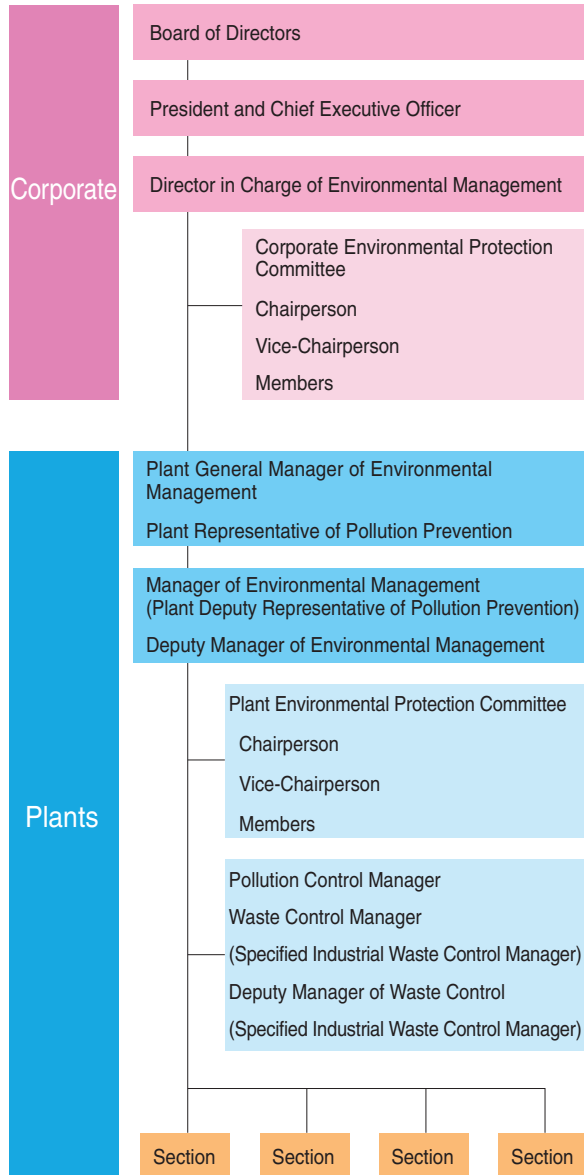 Corporate
Board of Directors
President and Chief Executive Officer
Director in Charge of Environmental Management
Corporate Environmental Protection
Committee
Chairperson
Vice-Chairperson
Members
Plants
Plant General Manager of Environmental
Management
Plant Representative of Pollution Prevention
Manager of Environmental Management
(Plant Deputy Representative of Pollution Prevention)
Deputy Manager of Environmental Management
Plant Environmental Protection Committee
Chairperson
Vice-Chairperson
Members
Pollution Control Manager
Waste Control Manager
(Specified Industrial Waste Control Manager)
Deputy Manager of Waste Control
(Specified Industrial Waste Control Manager)
Section
Section
Section
Section